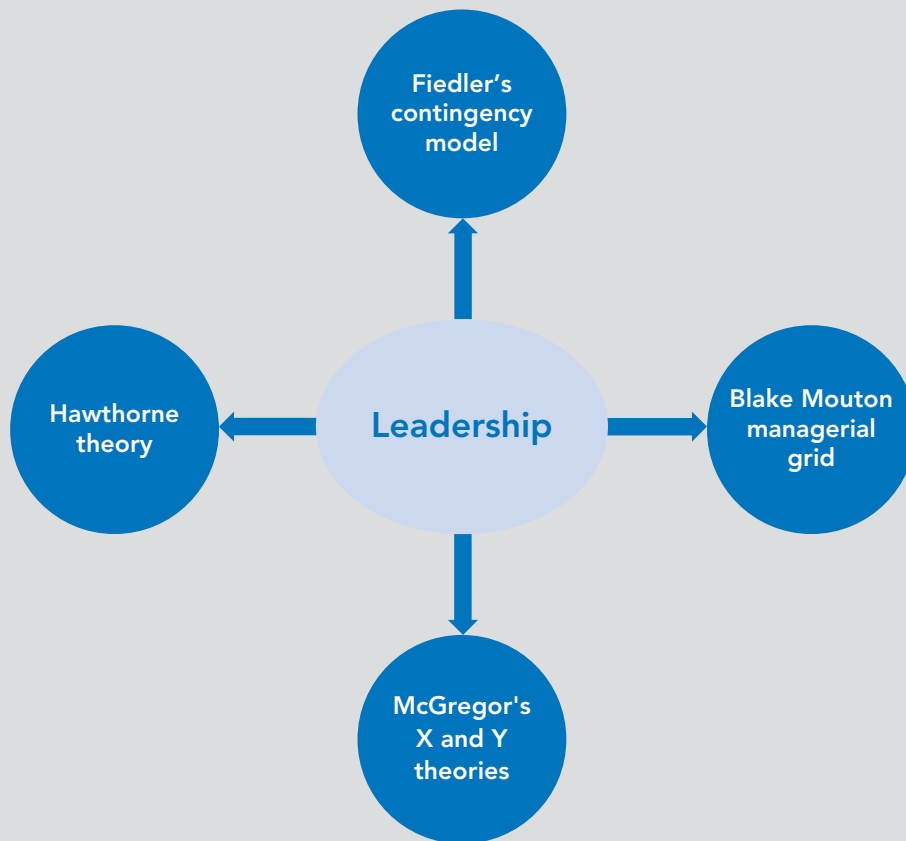 Fiedler’s
contingency
model
Hawthorne
theory
Leadership
Blake Mouton
managerial
grid
McGregor's
X and Y
theories